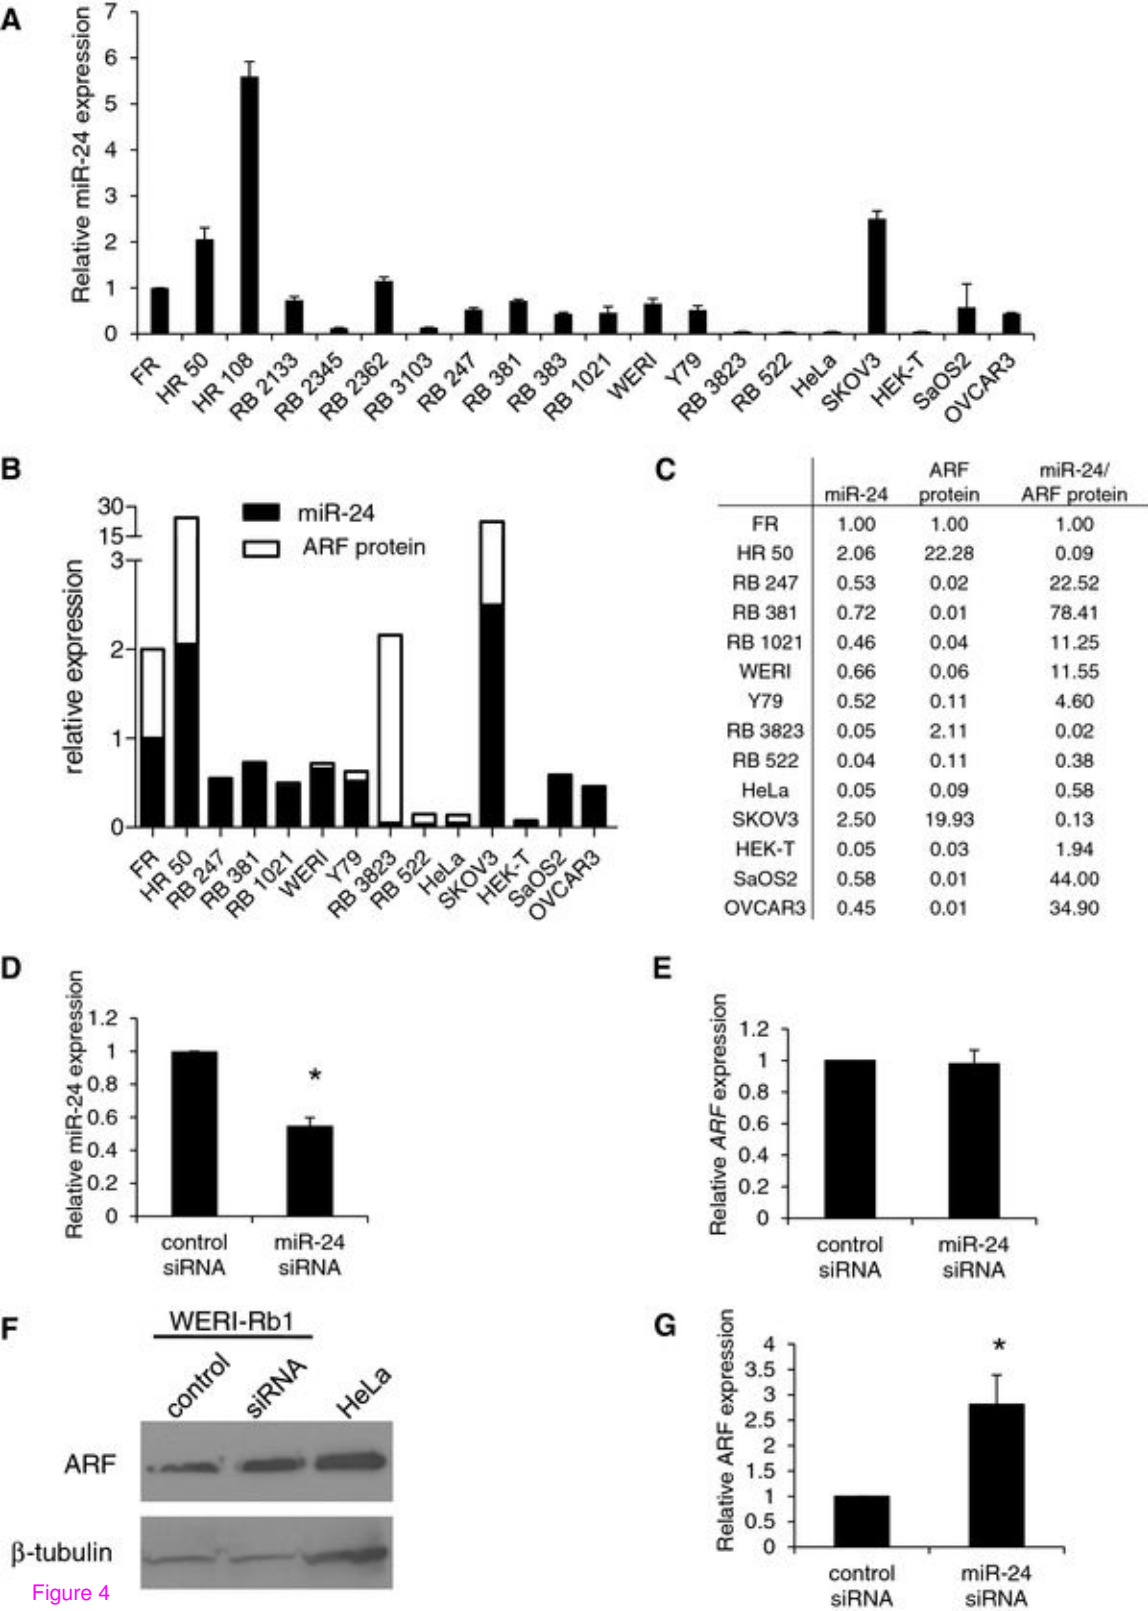 A
Relative miR-24 expression
7
6
5
4
3
2
1
0
FR
HR 50
HR 108
RB 2133
RB 2345
RB 2362
RB 3103
RB 247
RB 381
RB 383
RB 1021
WERI
Y79
RB 3823
RB 522
HeLa
SKOV3
HEK-T
SaOS2
OVCAR3
B
relative expression
30
15
3
2
1
0
miR-24
ARF protein
FR
HR 50
RB 247
RB 381
RB 1021
WERI
Y79
RB 3823
RB 522
HeLa
SKOV3
HEK-T
SaOS2
OVCAR3
C
miR-24 ARF protein miR-24/ ARF protein
FR 1.00 1.00 1.00
HR 50 2.06 22.28 0.09
RB 247 0.53 0.02 22.52
RB 381 0.72 0.01 78.41
RB 1021 0.46 0.04 11.25
WERI 0.66 0.06 11.55
Y79 0.52 0.11 4.60
RB 3823 0.05 2.11 0.02
RB 522 0.04 0.11 0.38
HeLa 0.05 0.09 0.58
SKOV3 2.50 19.93 0.13
HEK-T 0.05 0.03 1.94
SaOS2 0.58 0.01 44.00
OVCAR3 0.45 0.01 34.90
D
Relative miR-24 expression
1.2
1
0.8
0.6
0.4
0.2
0
*
control
siRNA
miR-24
siRNA
E
Relative ARF expression
1.2
1
0.8
0.6
0.4
0.2
0
control
siRNA
miR-24
siRNA
F
WERI-Rb1
control
siRNA
HeLa
ARF
β-tubulin
G
Relative ARF expression
4
3.5
3
2.5
2
1.5
1
0.5
0
*
control
siRNA
miR-24
siRNA
Figure 4